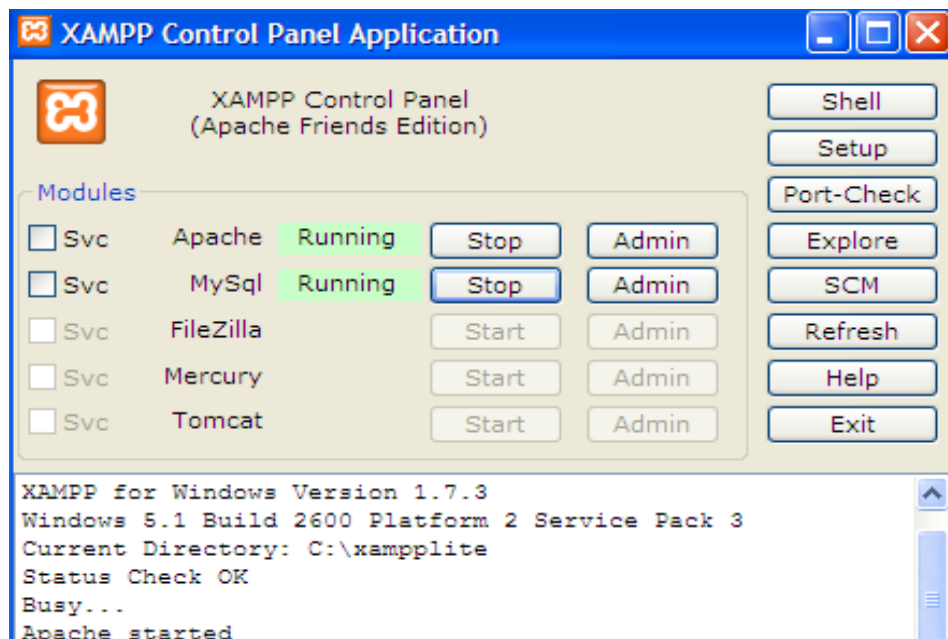 XAMPP Control Panel Application
XAMPP Control Panel
(Apache Friends Edition)
Shell
Setup
Port-Check
Explore
SCM
Refresh
Help
Exit
Modules
Svc Apache Running Stop Admin
Svc MySql Running Stop Admin
Svc FileZilla Start Admin
Svc Mercury Start Admin
Svc Tomcat Start Admin
XAMPP for Windows Version 1.7.3
Windows 5.1 Build 2600 Platform 2 Service Pack 3
Current Directory: C:\xampplite
Status Check OK
Busy...
Apache started